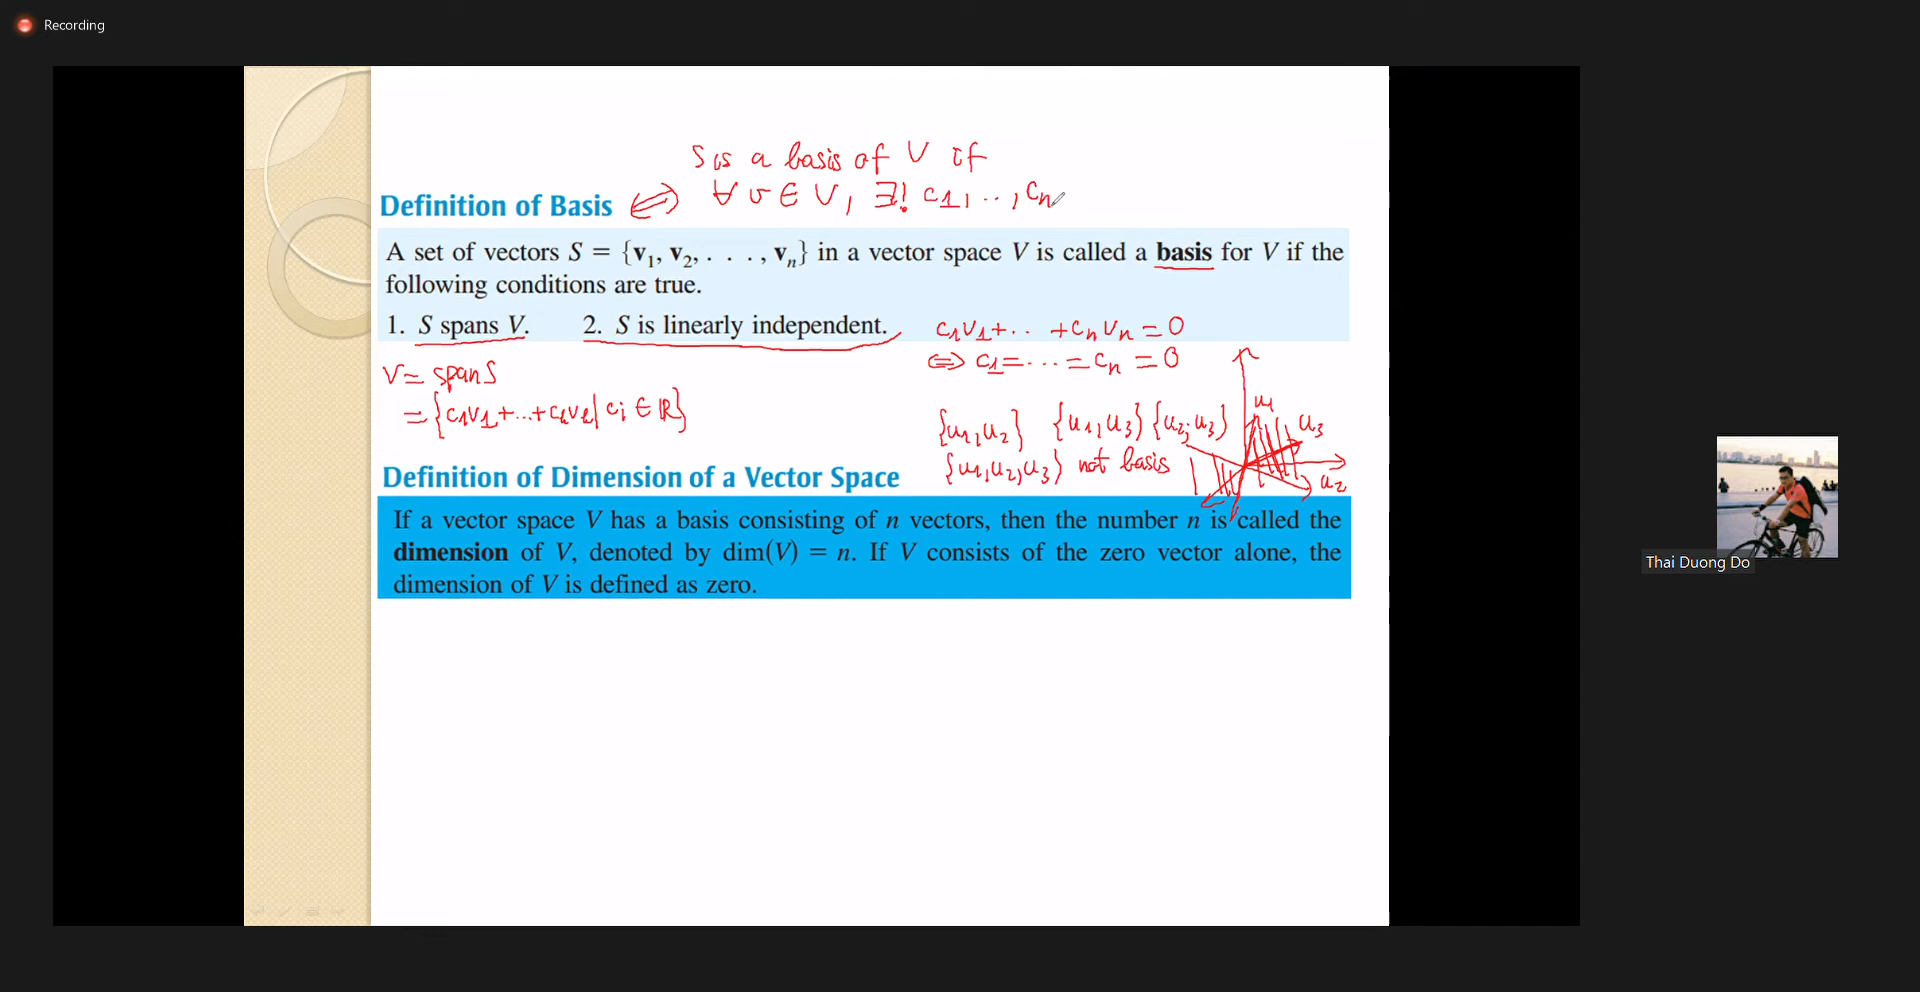 Recording
S is a basis of V if
∀ v ∈ V, ∃! c1, .., cn
Definition of Basis ⇔
A set of vectors S = {v1, v2, . . . , vn} in a vector space V is called a basis for V if the
following conditions are true.
1. S spans V. 2. S is linearly independent.
c1v1+.. +cnvn = 0
⇔ c1=...= cn = 0
V = span S
= {c1v1+...+ckvk | ci ∈ ℝ}
{u1,u2} {u1,u3} {u2,u3}
{u1,u2,u3} not basis
u1
u3
u2
Definition of Dimension of a Vector Space
If a vector space V has a basis consisting of n vectors, then the number n is called the
dimension of V, denoted by dim(V) = n. If V consists of the zero vector alone, the
dimension of V is defined as zero.
Thai Duong Do